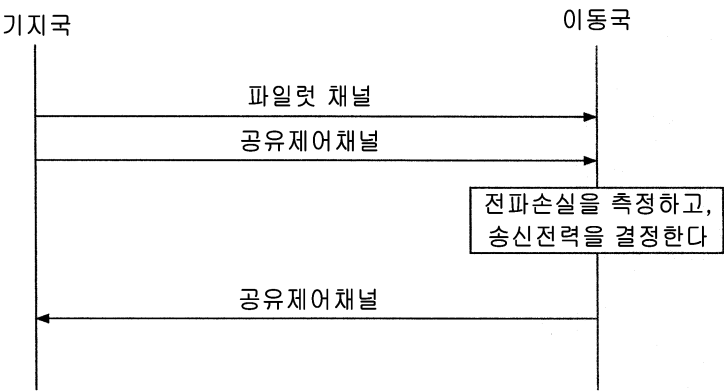 기지국
이동국
파일럿 채널
공유제어채널
전파손실을 측정하고,
송신전력을 결정한다
공유제어채널